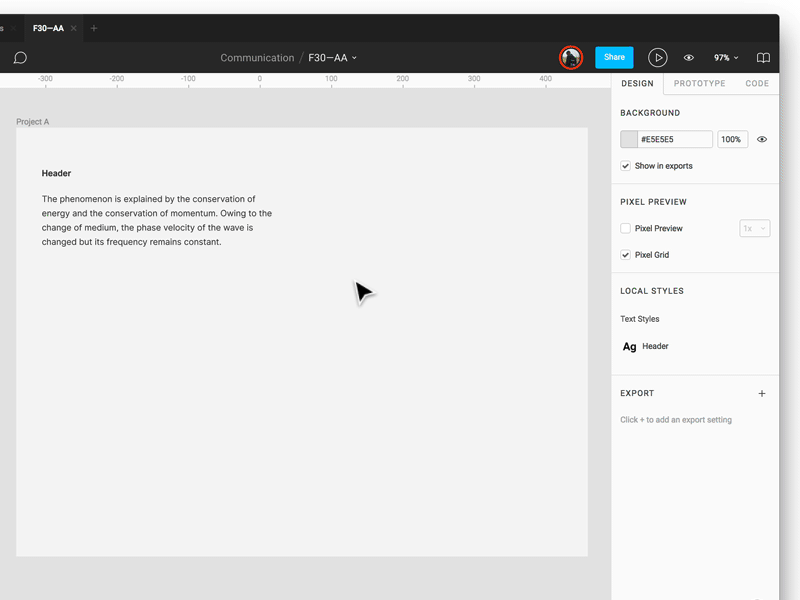 s
F30—AA
Communication / F30—AA
Share
97%
-300 -200 -100 0 100 200 300 400
DESIGN PROTOTYPE CODE
BACKGROUND
#E5E5E5 100%
Show in exports
PIXEL PREVIEW
Pixel Preview 1x
Pixel Grid
LOCAL STYLES
Text Styles
Ag Header
EXPORT +
Click + to add an export setting
Project A
Header
The phenomenon is explained by the conservation of
energy and the conservation of momentum. Owing to the
change of medium, the phase velocity of the wave is
changed but its frequency remains constant.